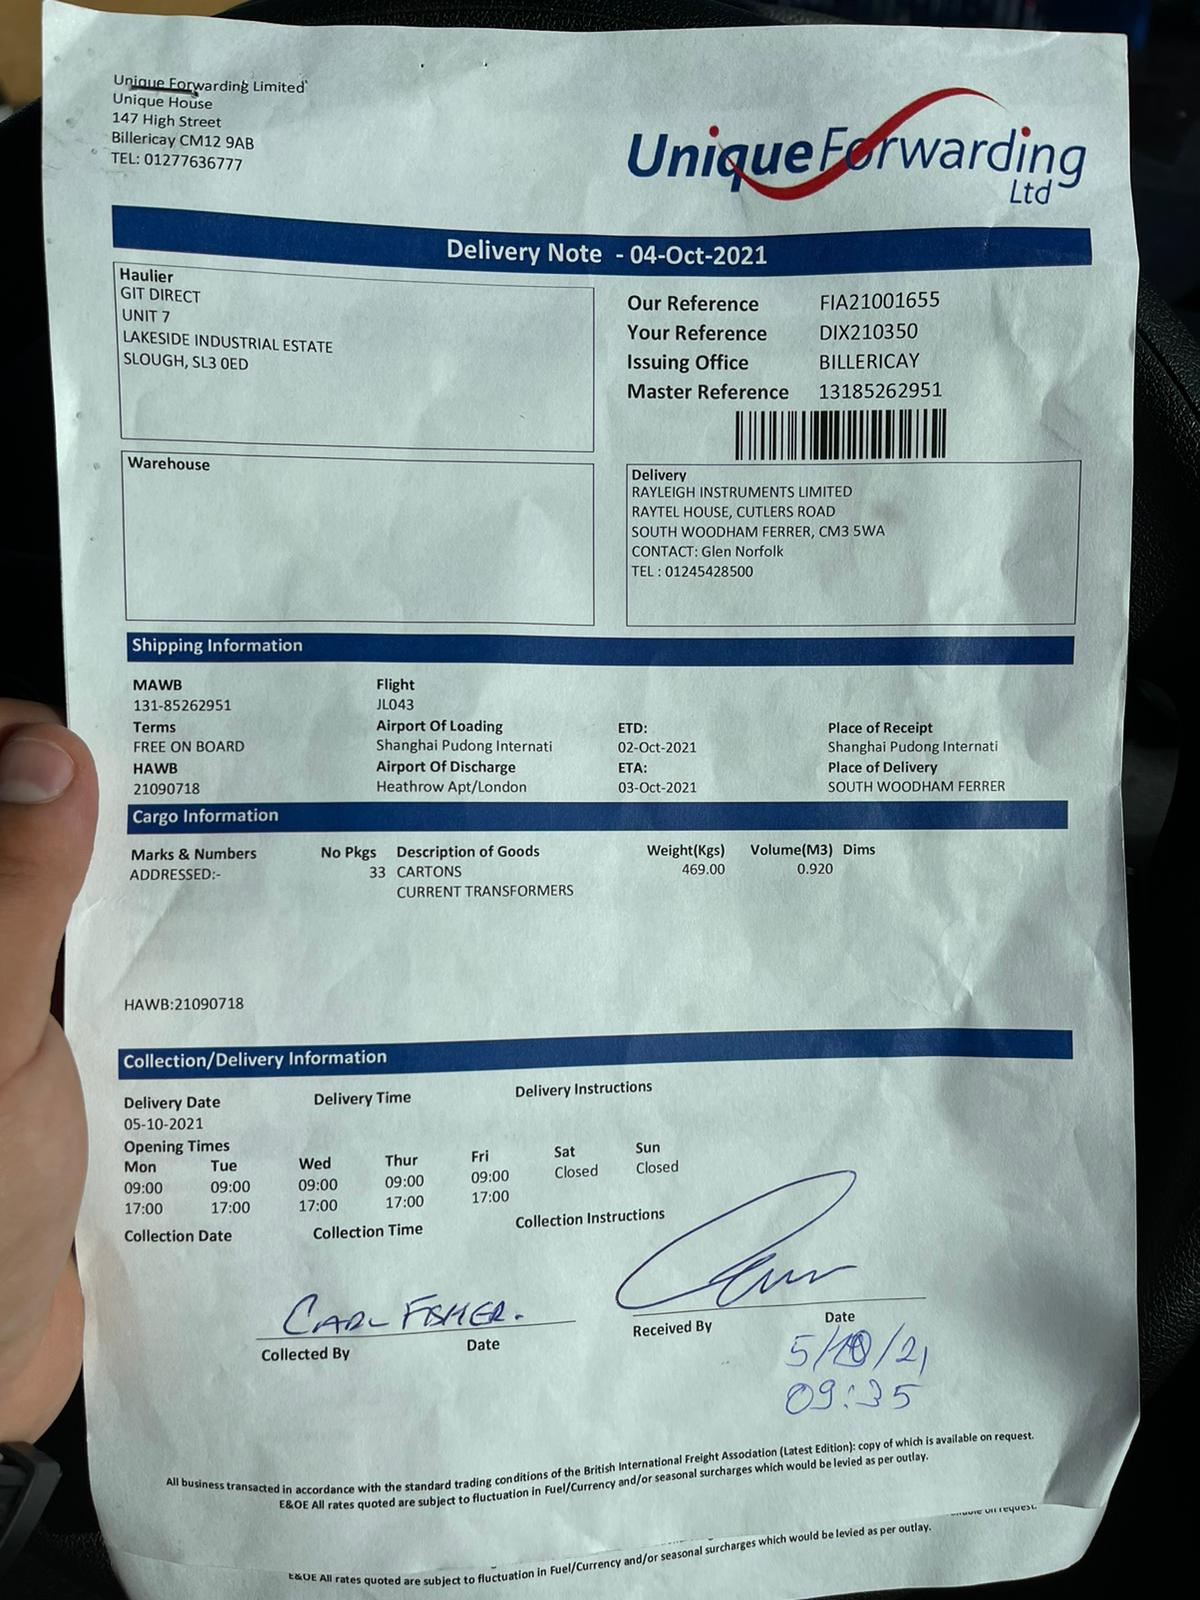 Unique Forwarding Limited
Unique House
147 High Street
Billericay CM12 9AB
TEL: 01277636777
UniqueForwarding
Ltd
Delivery Note - 04-Oct-2021
Haulier
GIT DIRECT
UNIT 7
LAKESIDE INDUSTRIAL ESTATE
SLOUGH, SL3 0ED
Our Reference FIA21001655
Your Reference DIX210350
Issuing Office BILLERICAY
Master Reference 13185262951
Warehouse
Delivery
RAYLEIGH INSTRUMENTS LIMITED
RAYTEL HOUSE, CUTLERS ROAD
SOUTH WOODHAM FERRER, CM3 5WA
CONTACT: Glen Norfolk
TEL : 01245428500
Shipping Information
MAWB Flight
131-85262951 JL043
Terms Airport Of Loading ETD: Place of Receipt
FREE ON BOARD Shanghai Pudong Internati 02-Oct-2021 Shanghai Pudong Internati
HAWB Airport Of Discharge ETA: Place of Delivery
21090718 Heathrow Apt/London 03-Oct-2021 SOUTH WOODHAM FERRER
Cargo Information
Marks & Numbers No Pkgs Description of Goods Weight(Kgs) Volume(M3) Dims
ADDRESSED:- 33 CARTONS 469.00 0.920
CURRENT TRANSFORMERS
HAWB:21090718
Collection/Delivery Information
Delivery Date Delivery Time Delivery Instructions
05-10-2021
Opening Times
Mon Tue Wed Thur Fri Sat Sun
09:00 09:00 09:00 09:00 09:00 Closed Closed
17:00 17:00 17:00 17:00 17:00
Collection Date Collection Time Collection Instructions
CARL FISHER.
Collected By Date Received By Date
5/10/21
09:35
All business transacted in accordance with the standard trading conditions of the British International Freight Association (Latest Edition): copy of which is available on request.
E&OE All rates quoted are subject to fluctuation in Fuel/Currency and/or seasonal surcharges which would be levied as per outlay.
on request.
E&OE All rates quoted are subject to fluctuation in Fuel/Currency and/or seasonal surcharges which would be levied as per outlay.